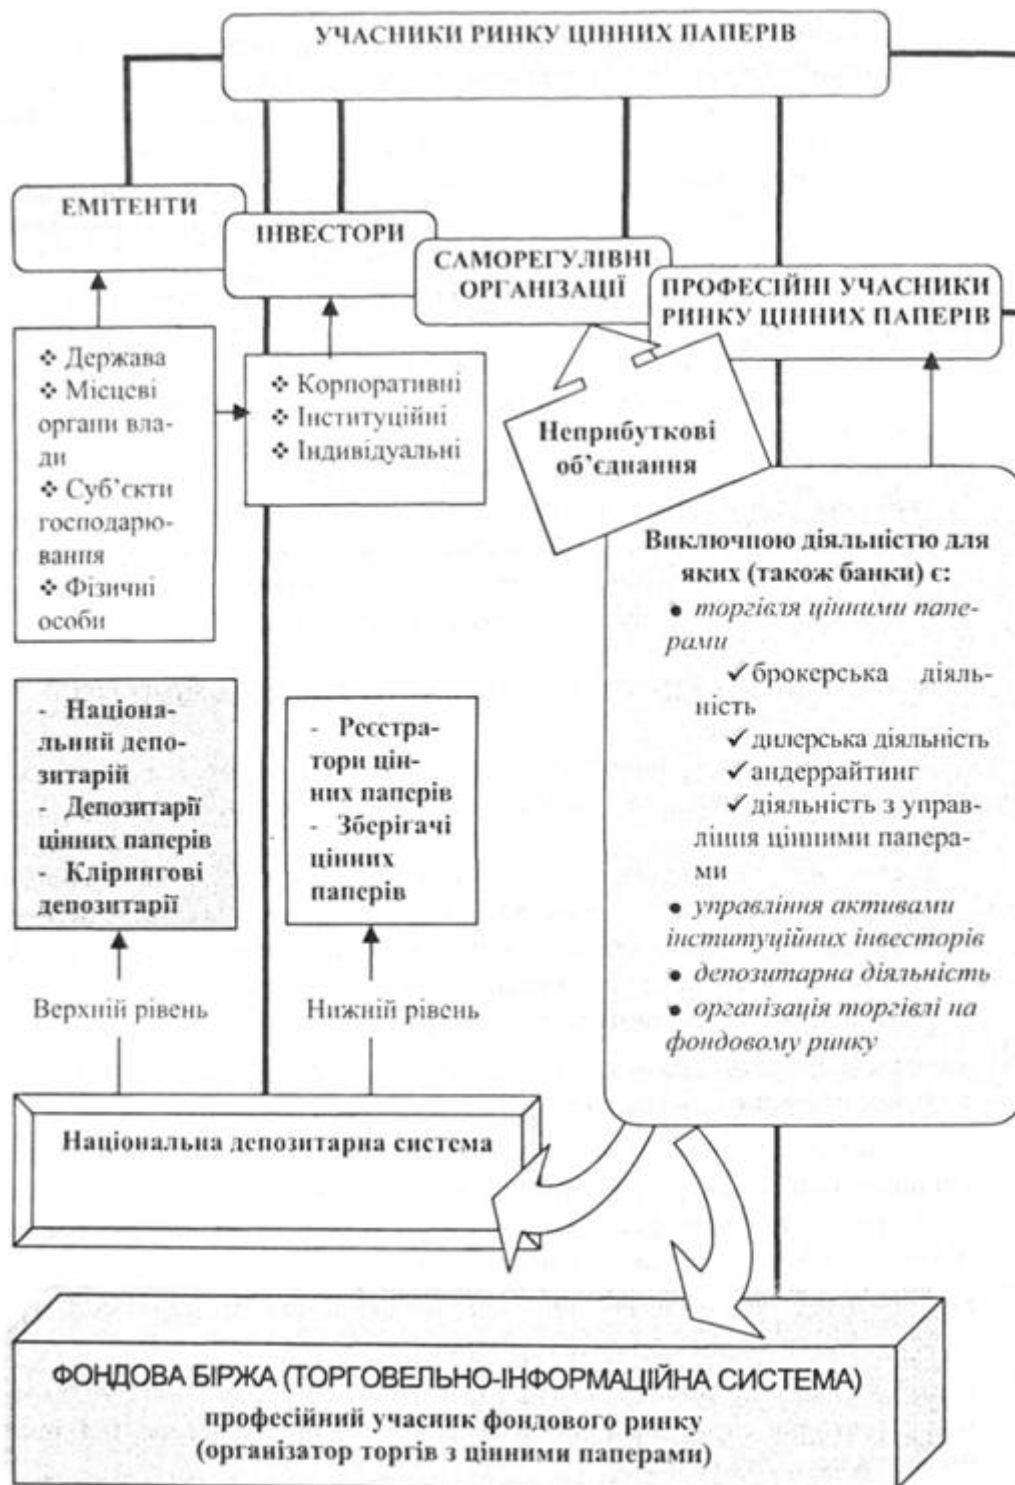 УЧАСНИКИ РИНКУ ЦІННИХ ПАПЕРІВ
ЕМІТЕНТИ
ІНВЕСТОРИ
САМОРЕГУЛІВНІ
ОРГАНІЗАЦІЇ
ПРОФЕСІЙНІ УЧАСНИКИ
РИНКУ ЦІННИХ ПАПЕРІВ
❖ Держава
❖ Місцеві
органи вла-
ди
❖ Суб’єкти
господарю-
вання
❖ Фізичні
особи
❖ Корпоративні
❖ Інституційні
❖ Індивідуальні
Неприбуткові
об’єднання
Виключною діяльністю для
яких (також банки) є:
● торгівля цінними папе-
рами
✓ брокерська діяль-
ність
✓ дилерська діяльність
✓ андеррайтинг
✓ діяльність з управ-
ління цінними папера-
ми
● управління активами
інституційних інвесторів
● депозитарна діяльність
● організація торгівлі на
фондовому ринку
- Націона-
льний депо-
зитарій
- Депозитарії
цінних паперів
- Клірингові
депозитарії
- Реєстра-
тори цін-
них паперів
- Зберігачі
цінних
паперів
Верхній рівень
Нижній рівень
Національна депозитарна система
ФОНДОВА БІРЖА (ТОРГОВЕЛЬНО-ІНФОРМАЦІЙНА СИСТЕМА)
професійний учасник фондового ринку
(організатор торгів з цінними паперами)